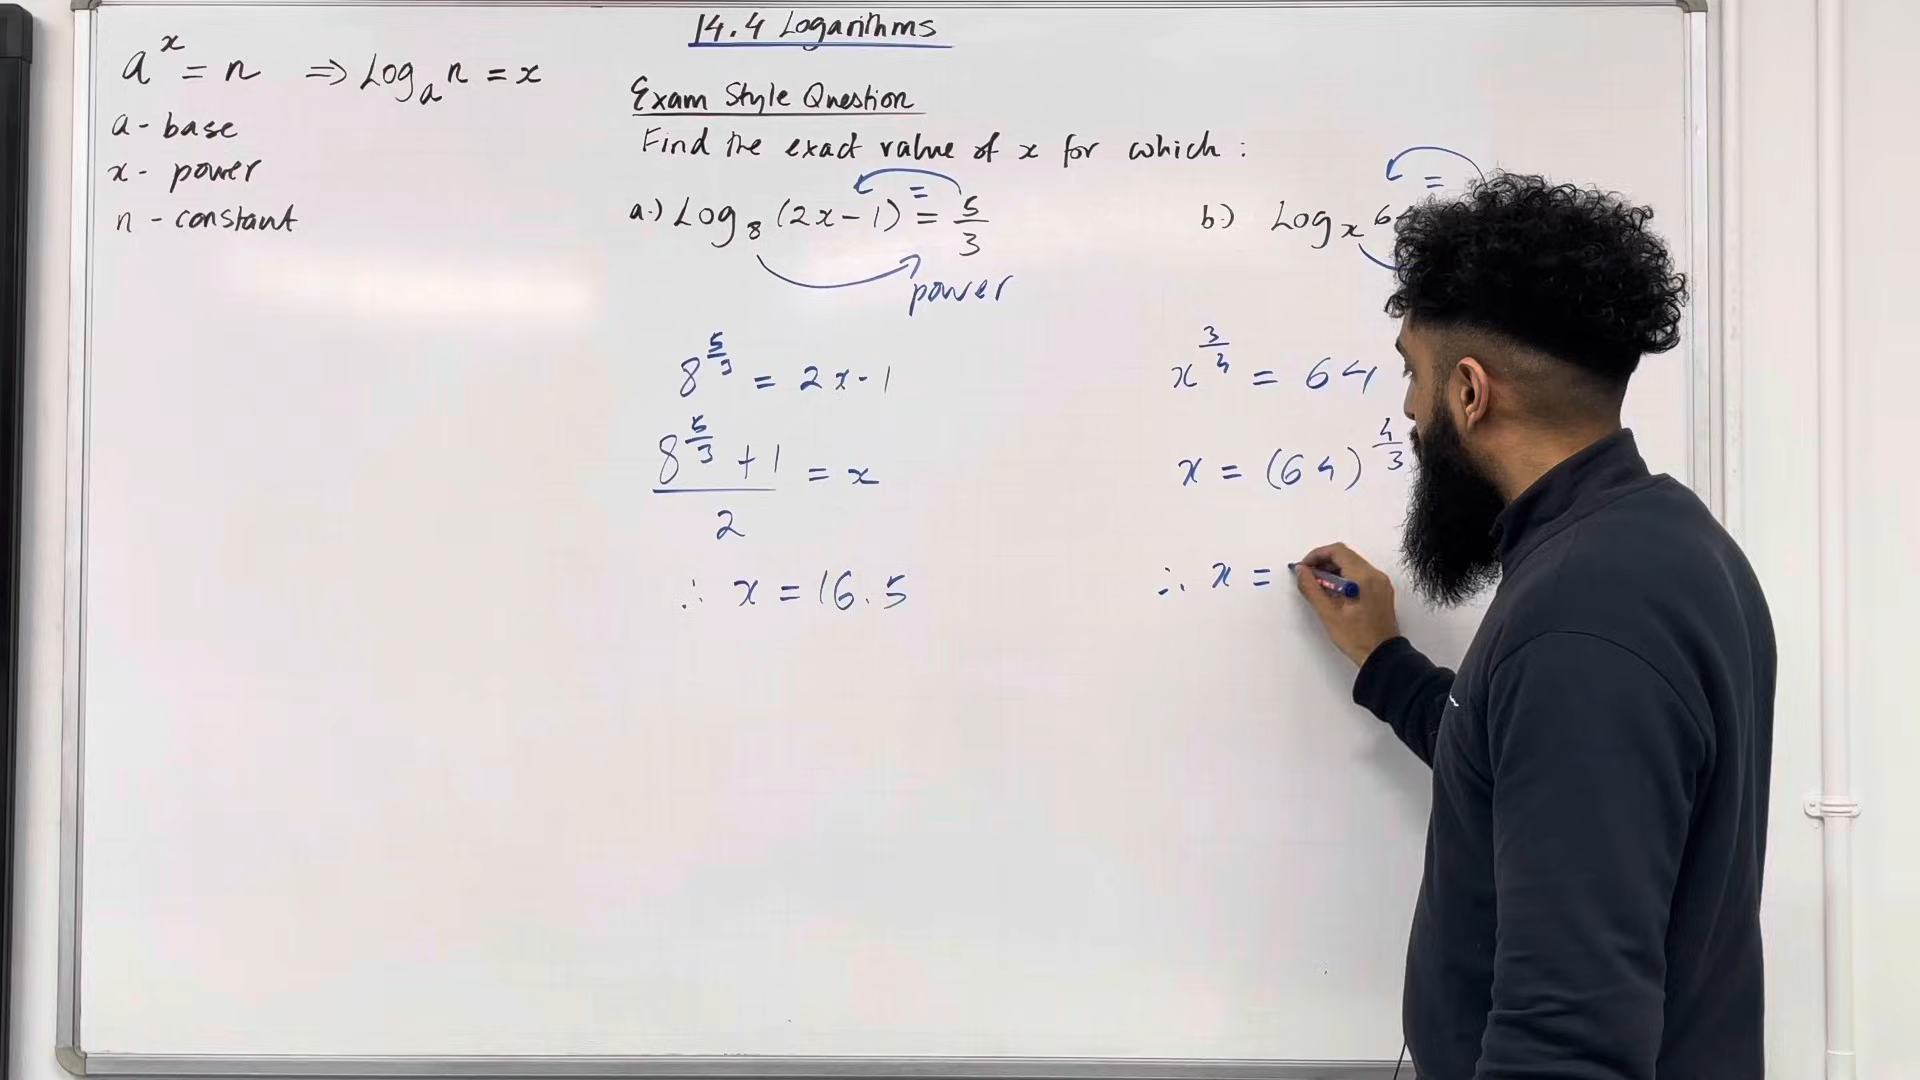 14.4 Logarithms
a^x = n ⇒ Log_a n = x
a - base
x - power
n - constant
Exam Style Question
Find the exact value of x for which :
a.) Log_8 (2x-1) = 5/3
=
power
8^(5/3) = 2x-1
(8^(5/3) + 1)/2 = x
∴ x = 16.5
b.) Log_x 6
=
x^(3/4) = 64
x = (64)^(4/3)
∴ x =